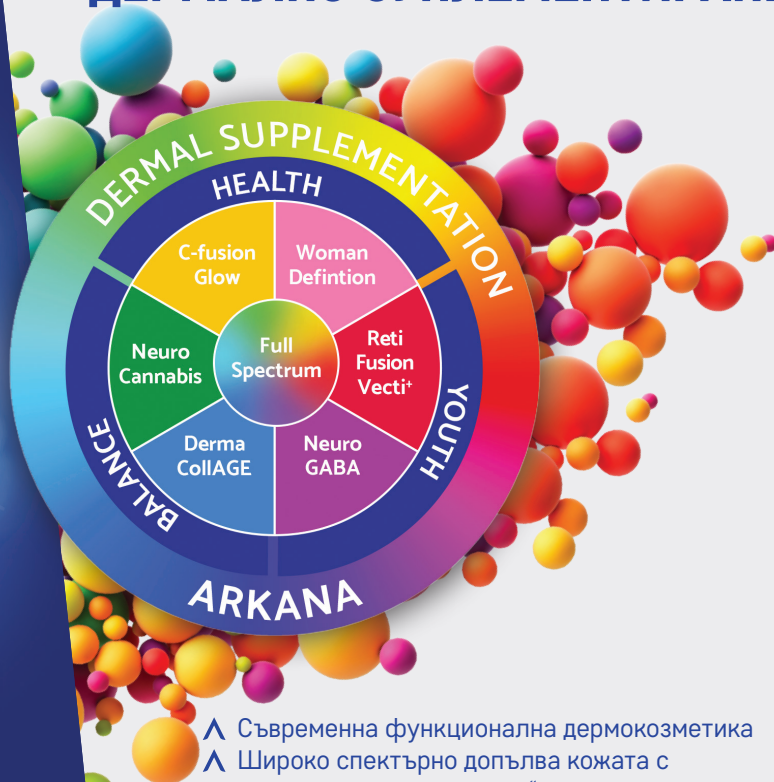 DERMAL SUPPLEMENTATION
HEALTH
C-fusion
Glow
Woman
Defintion
Neuro
Cannabis
Full
Spectrum
Reti
Fusion
Vecti+
Derma
CollAGE
Neuro
GABA
BALANCE
YOUTH
ARKANA
Съвременна функционална дермокозметика
Широко спектърно допълва кожата с